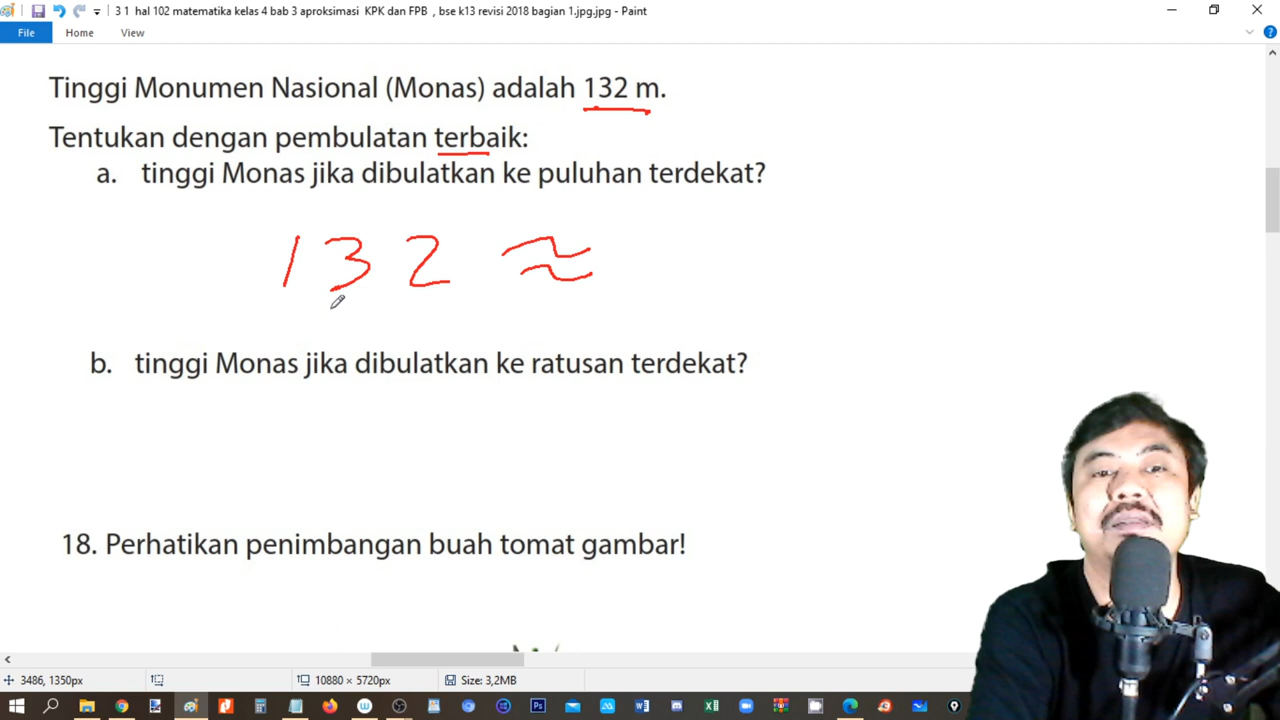 3 1 hal 102 matematika kelas 4 bab 3 aproksimasi KPK dan FPB , bse k13 revisi 2018 bagian 1.jpg.jpg - Paint
File Home View
Tinggi Monumen Nasional (Monas) adalah 132 m.
Tentukan dengan pembulatan terbaik:
a. tinggi Monas jika dibulatkan ke puluhan terdekat?
132 ≈
b. tinggi Monas jika dibulatkan ke ratusan terdekat?
18. Perhatikan penimbangan buah tomat gambar!
3486, 1350px 10880 × 5720px Size: 3,2MB